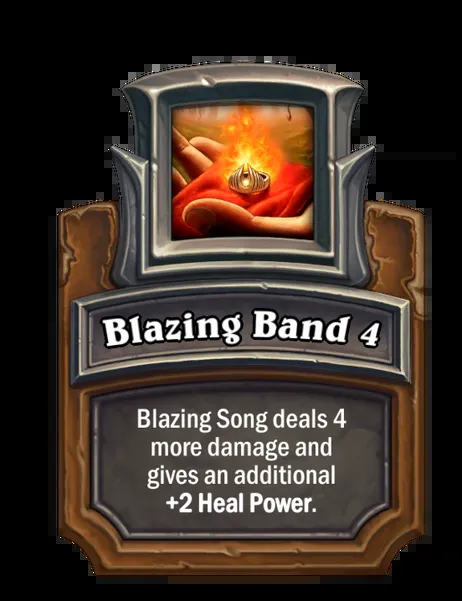 Blazing Band 4
Blazing Song deals 4
more damage and
gives an additional
+2 Heal Power.